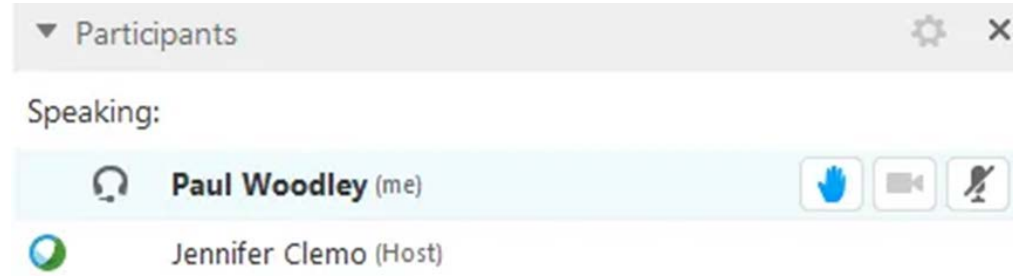 Participants
Speaking:
Paul Woodley (me)
Jennifer Clemo (Host)